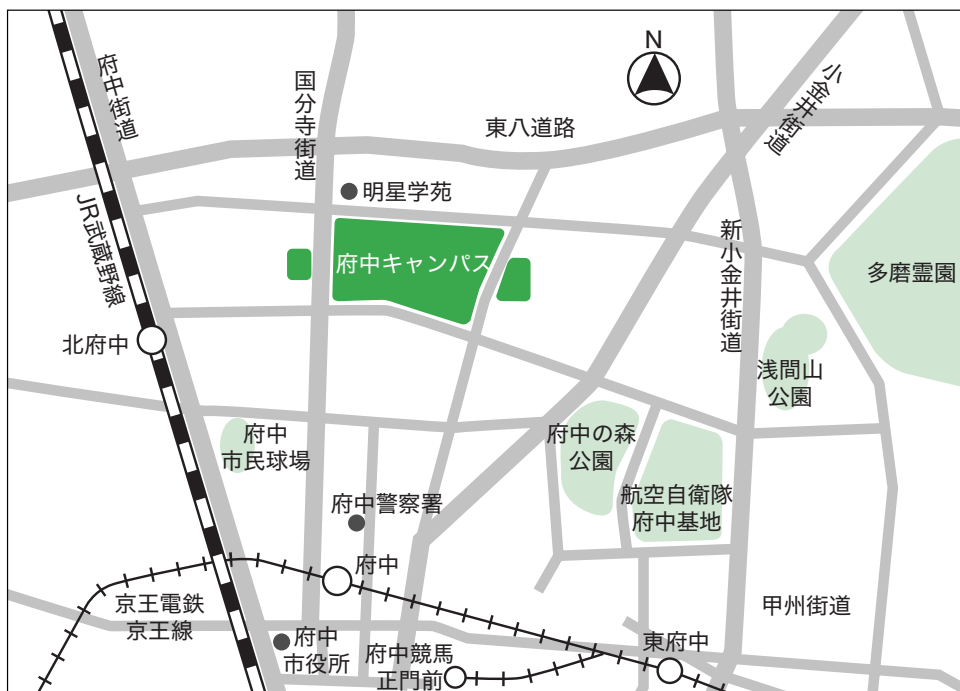 N
府中街道
国分寺街道
東八道路
小金井街道
明星学苑
JR武蔵野線
府中キャンパス
新小金井街道
多磨霊園
北府中
浅間山
公園
府中
市民球場
府中の森
公園
航空自衛隊
府中基地
府中警察署
府中
京王電鉄
京王線
甲州街道
府中
市役所
府中競馬
正門前
東府中